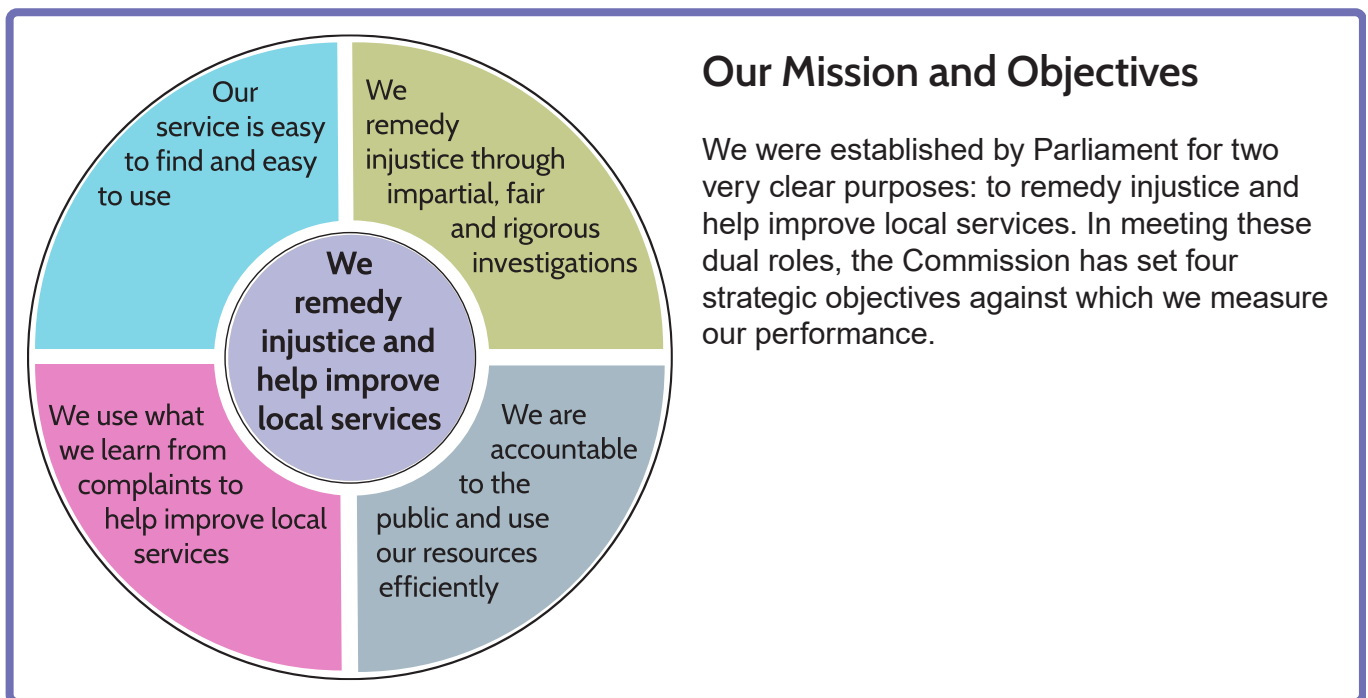 Our
service is easy
to find and easy
to use
We
remedy
injustice through
impartial, fair
and rigorous
investigations
We
remedy
injustice and
help improve
local services
We use what
we learn from
complaints to
help improve local
services
We are
accountable
to the
public and use
our resources
efficiently
Our Mission and Objectives
We were established by Parliament for two
very clear purposes: to remedy injustice and
help improve local services. In meeting these
dual roles, the Commission has set four
strategic objectives against which we measure
our performance.